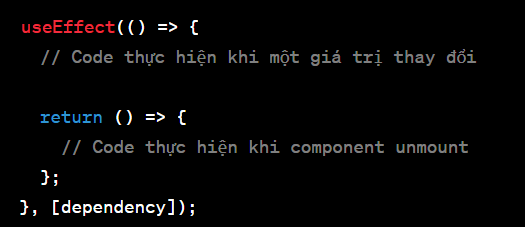 useEffect(() => {
// Code thực hiện khi một giá trị thay đổi
return () => {
// Code thực hiện khi component unmount
};
}, [dependency]);